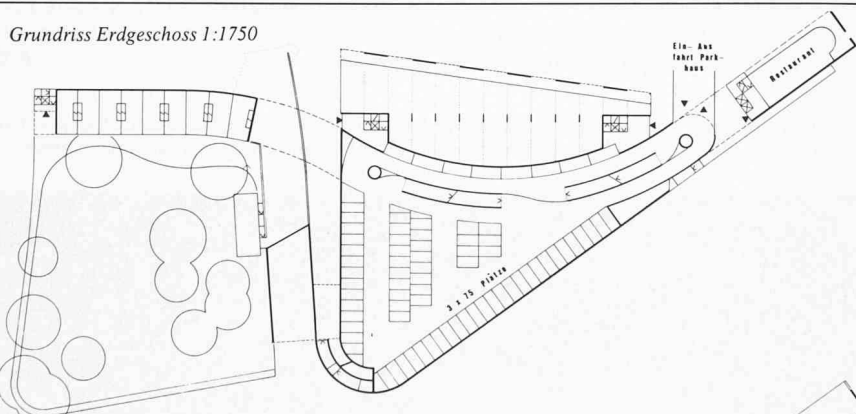 Grundriss Erdgeschoss 1:1750
Ein- Aus
fahrt Park-
haus
Restaurant
3 x 75 Plätze